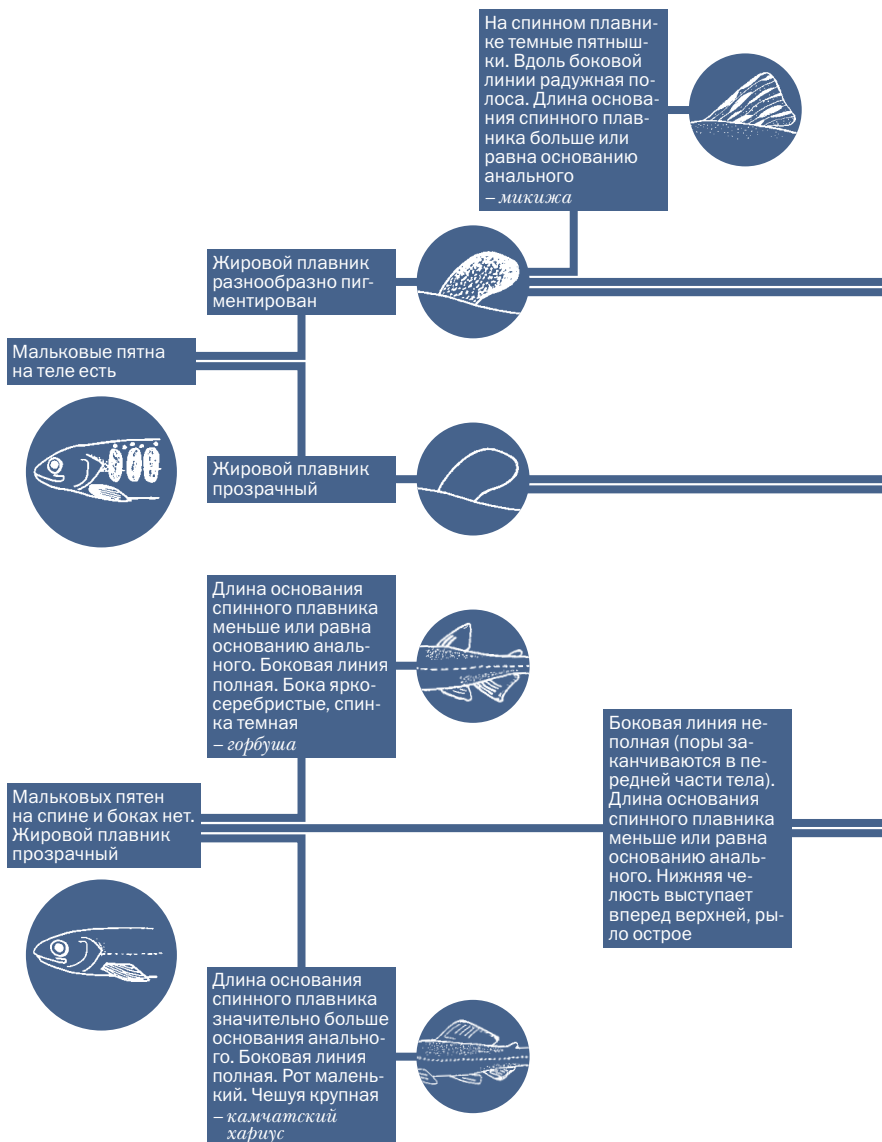 На спинном плавни-
ке темные пятныш-
ки. Вдоль боковой
линии радужная по-
лоса. Длина основа-
ния спинного плав-
ника больше или
равна основанию
анального
– микижа
Жировой плавник
разнообразно пиг-
ментирован
Мальковые пятна
на теле есть
Жировой плавник
прозрачный
Длина основания
спинного плавника
меньше или равна
основанию аналь-
ного. Боковая линия
полная. Бока ярко-
серебристые, спин-
ка темная
– горбуша
Боковая линия не-
полная (поры за-
канчиваются в пе-
редней части тела).
Длина основания
спинного плавника
меньше или равна
основанию аналь-
ного. Нижняя че-
люсть выступает
вперед верхней, ры-
ло острое
Мальковых пятен
на спине и боках нет.
Жировой плавник
прозрачный
Длина основания
спинного плавника
значительно больше
основания анально-
го. Боковая линия
полная. Рот малень-
кий. Чешуя крупная
– камчатский
хариус